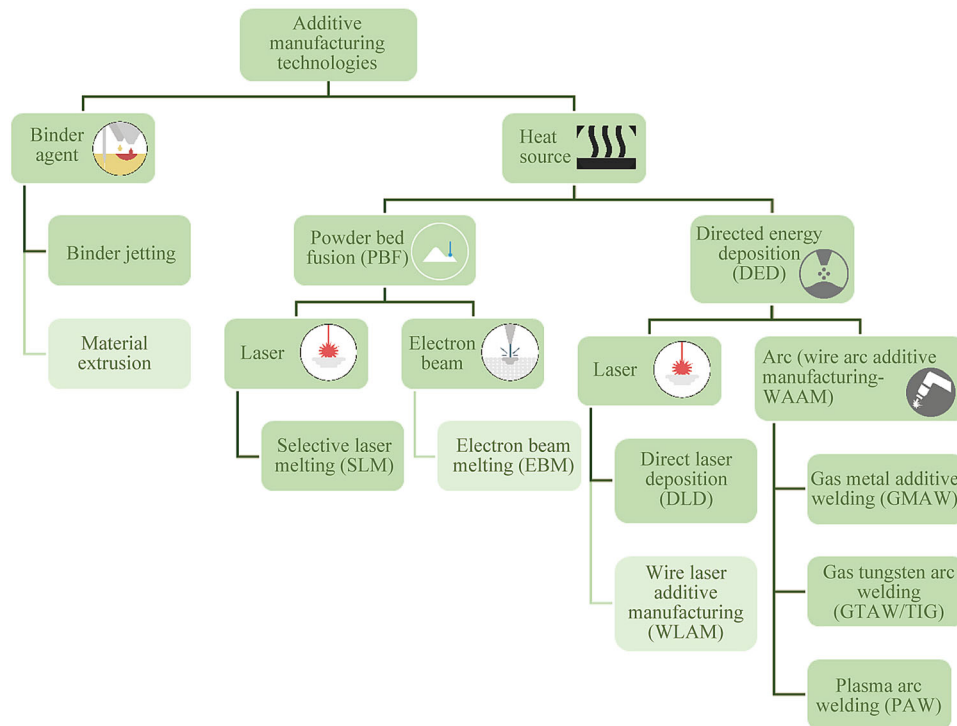 Additive
manufacturing
technologies
Binder
agent
Heat
source
Binder jetting
Powder bed
fusion (PBF)
Directed energy
deposition
(DED)
Material
extrusion
Laser
Electron
beam
Laser
Arc (wire arc additive
manufacturing-
WAAM)
Selective laser
melting (SLM)
Electron beam
melting (EBM)
Direct laser
deposition
(DLD)
Gas metal additive
welding (GMAW)
Wire laser
additive
manufacturing
(WLAM)
Gas tungsten arc
welding
(GTAW/TIG)
Plasma arc
welding (PAW)